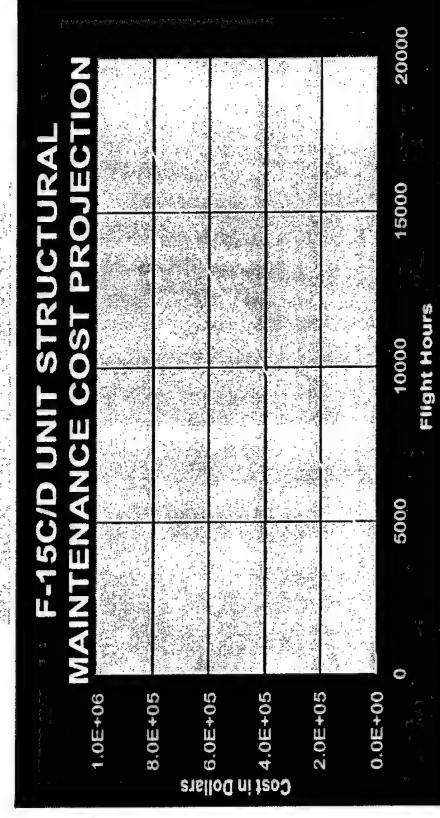 F-15C/D UNIT STRUCTURAL
MAINTENANCE COST PROJECTION
Cost in Dollars
1.0E+06
8.0E+05
6.0E+05
4.0E+05
2.0E+05
0.0E+00
0
5000
10000
15000
20000
Flight Hours